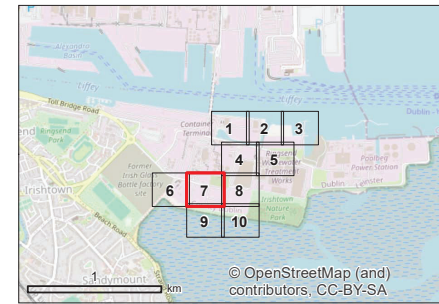 P
P
Alexandra
Basin
Liffey
Liffey
Toll Bridge Road
Dublin -
Container
Terminal
1 2 3
Ringsend
Park
4 5
Ringsend
Wastewater
Treatment
Works
Poolbeg
Power Station
Former
Irish Glass
Bottle factory
site
Dublin
Leinster
6 7 8
Irishtown
Irishtown
Nature
Park
Beach Road
9 10
Sandymount
1
km
© OpenStreetMap (and)
contributors, CC-BY-SA